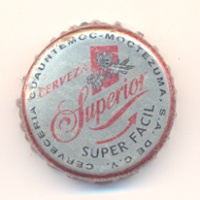 CERVECERIA CUAUHTEMOC-MOCTEZUMA, S.A. DE C.V.
CERVEZA
Superior
SUPER FACIL